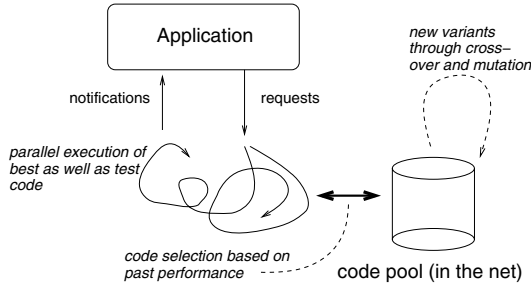 Application
new variants
through cross–
over and mutation
notifications
requests
parallel execution of
best as well as test
code
code selection based on
past performance
code pool (in the net)